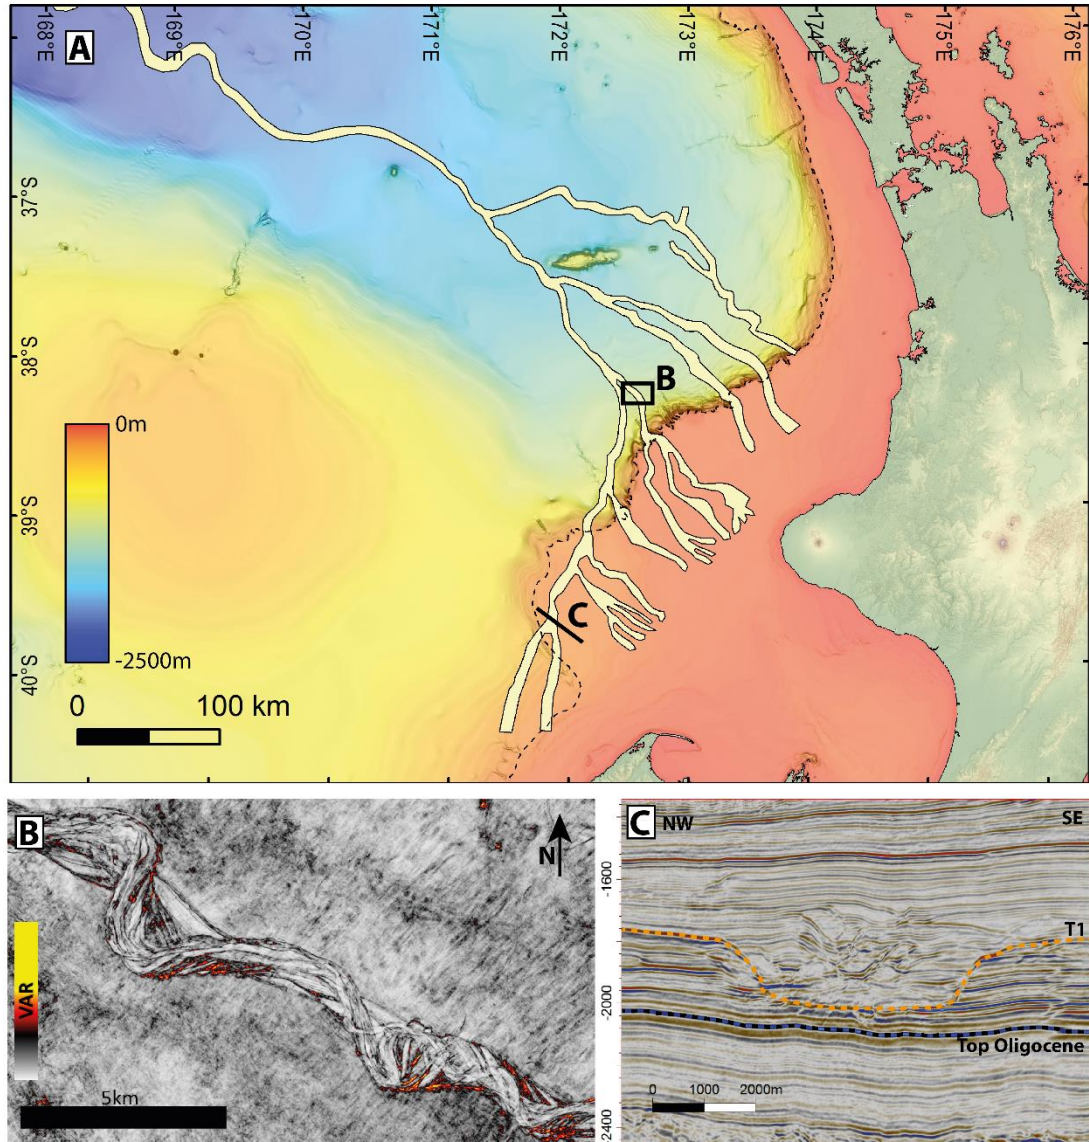 A
168°E
169°E
170°E
171°E
172°E
173°E
174°E
175°E
176°E
37°S
38°S
39°S
40°S
B
C
0m
-2500m
0 100 km
B
N
VAR
5km
C
NW
SE
-1600
T1
-2000
Top Oligocene
0 1000 2000m
-2400